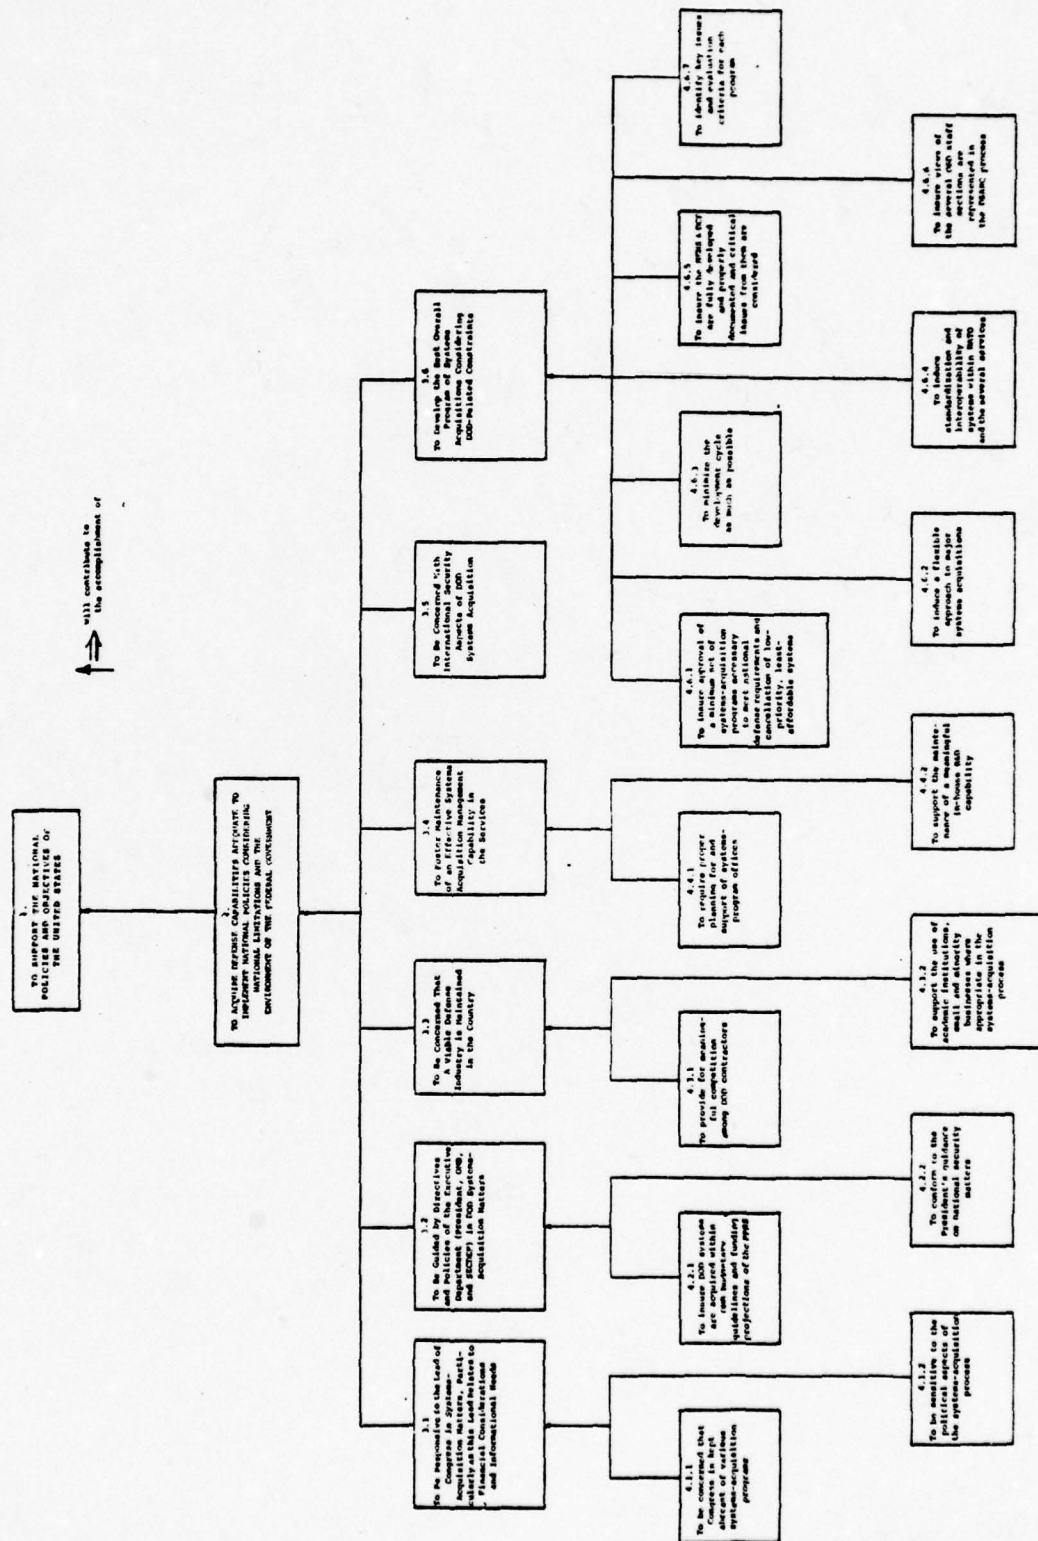 1.
TO SUPPORT THE NATIONAL
POLICIES AND OBJECTIVES OF
THE UNITED STATES
will contribute to
the accomplishment of
2.
TO ACQUIRE DEFENSE CAPABILITIES ADEQUATE TO
IMPLEMENT NATIONAL POLICIES CONSIDERING
NATIONAL LIMITATIONS AND THE
ENVIRONMENT OF THE FEDERAL GOVERNMENT
3.1
To Be Responsive to the Lead of
Congress in Systems-
Acquisition Matters, Parti-
cularly as this Lead Relates to
Financial Considerations
and Informational Needs
3.2
To Be Guided by Directives
and Policies of the Executive
Department (President, OMB,
and SECDEF) in DOD Systems-
Acquisition Matters
3.3
To Be Concerned That
A Viable Defense
Industry is Maintained
in the Country
3.4
To Foster Maintenance
of an Effective Systems
Acquisition Management
Capability in
the Services
3.5
To Be Concerned With
International Security
Aspects of DOD
Systems Acquisition
3.6
To Develop the Best Overall
Program of Systems
Acquisitions Considering
DOD-Related Constraints
4.1.1
To be concerned that
Congress is kept
abreast of various
systems-acquisition
programs
4.2.1
To insure DOD systems
are acquired within
budgetary
guidelines and funding
projections of the PPBS
4.3.1
To provide for meaning-
ful competition
among DOD contractors
4.4.1
To require proper
planning for and
support of systems-
program offices
4.6.1
To insure approval of
a minimum set of
systems-acquisition
programs necessary
to meet national
defense requirements and
cancellation of low-
priority, least-
affordable systems
4.6.3
To minimize the
development cycle
as much as possible
4.6.5
To insure the & DCP
are fully developed
and properly
documented and critical
issues from them are
considered
4.6.7
To identify key issues
and evaluation
criteria for each
program
4.1.2
To be sensitive to the
political aspects of
the systems-acquisition
process
4.2.2
To conform to the
President's guidance
on national security
matters
4.3.2
To support the use of
academic institutions,
small and minority
businesses where
appropriate in the
systems-acquisition
process
4.4.2
To support the mainte-
nance of a meaningful
in-house R&D
capability
4.6.2
To induce a flexible
approach to major
systems acquisitions
4.6.4
To induce
standardization and
interoperability of
systems within NATO
and the several services
4.6.6
To insure views of
the several OSD staff
sections are
represented in
the DSARC process